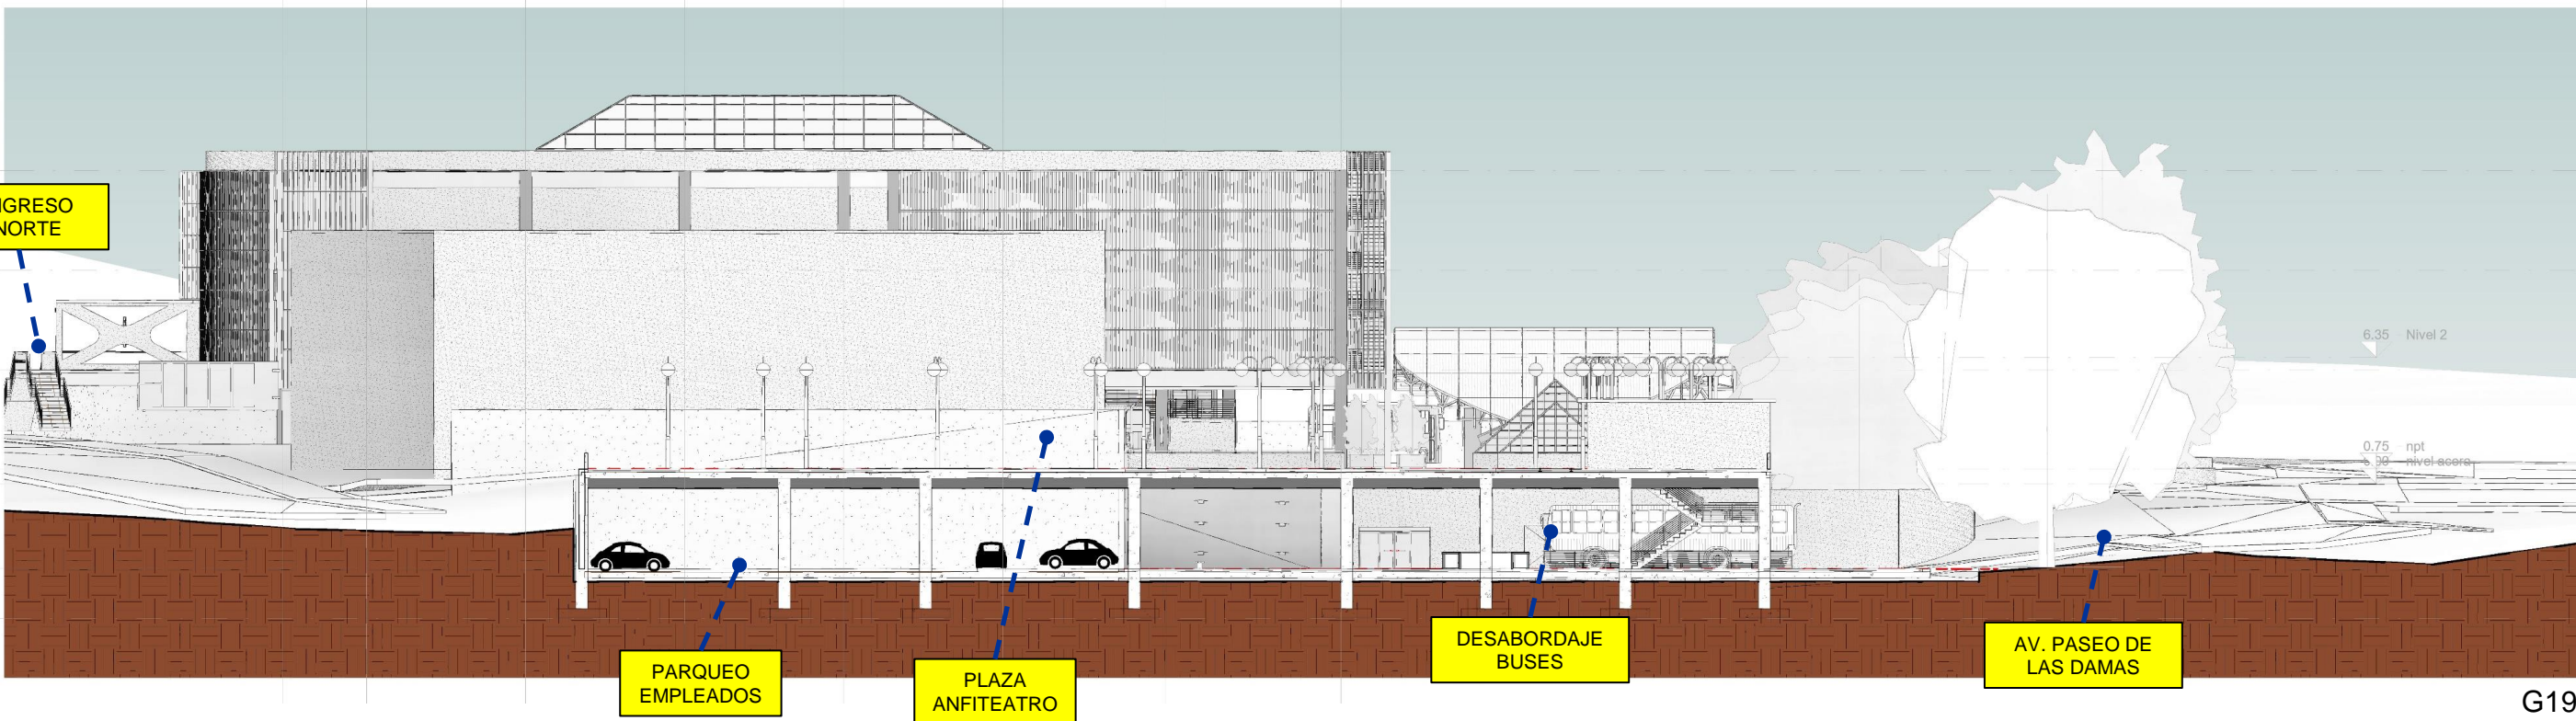 NGRESO
NORTE
6.35 Nivel 2
0.75 npt
nivel acera
PARQUEO
EMPLEADOS
PLAZA
ANFITEATRO
DESABORDAJE
BUSES
AV. PASEO DE
LAS DAMAS
G19